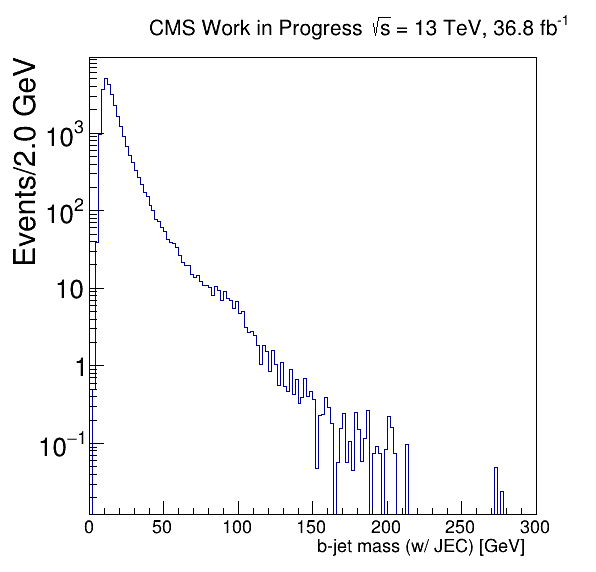 CMS Work in Progress √s = 13 TeV, 36.8 fb⁻¹
Events/2.0 GeV
10³
10²
10
1
10⁻¹
0 50 100 150 200 250 300
b-jet mass (w/ JEC) [GeV]